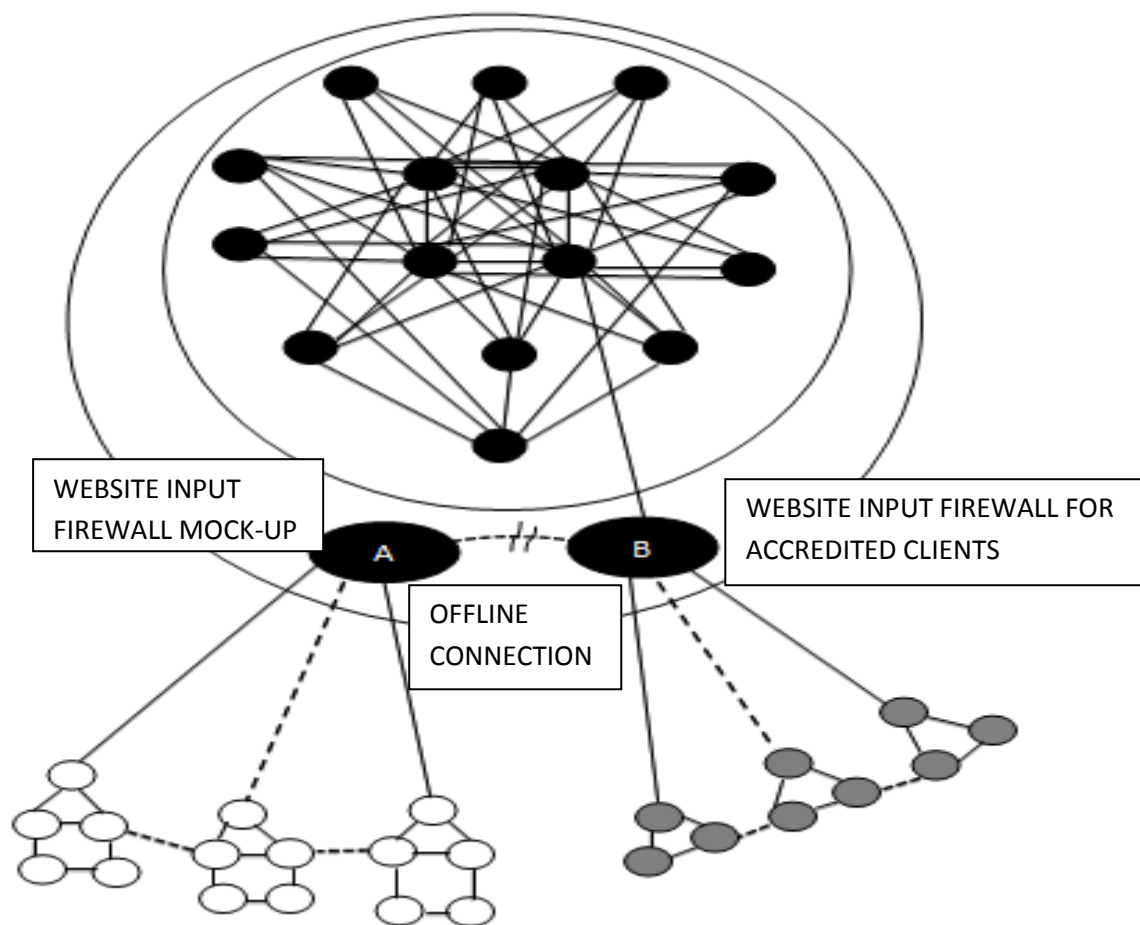 WEBSITE INPUT
FIREWALL MOCK-UP
WEBSITE INPUT FIREWALL FOR
ACCREDITED CLIENTS
A
B
OFFLINE
CONNECTION